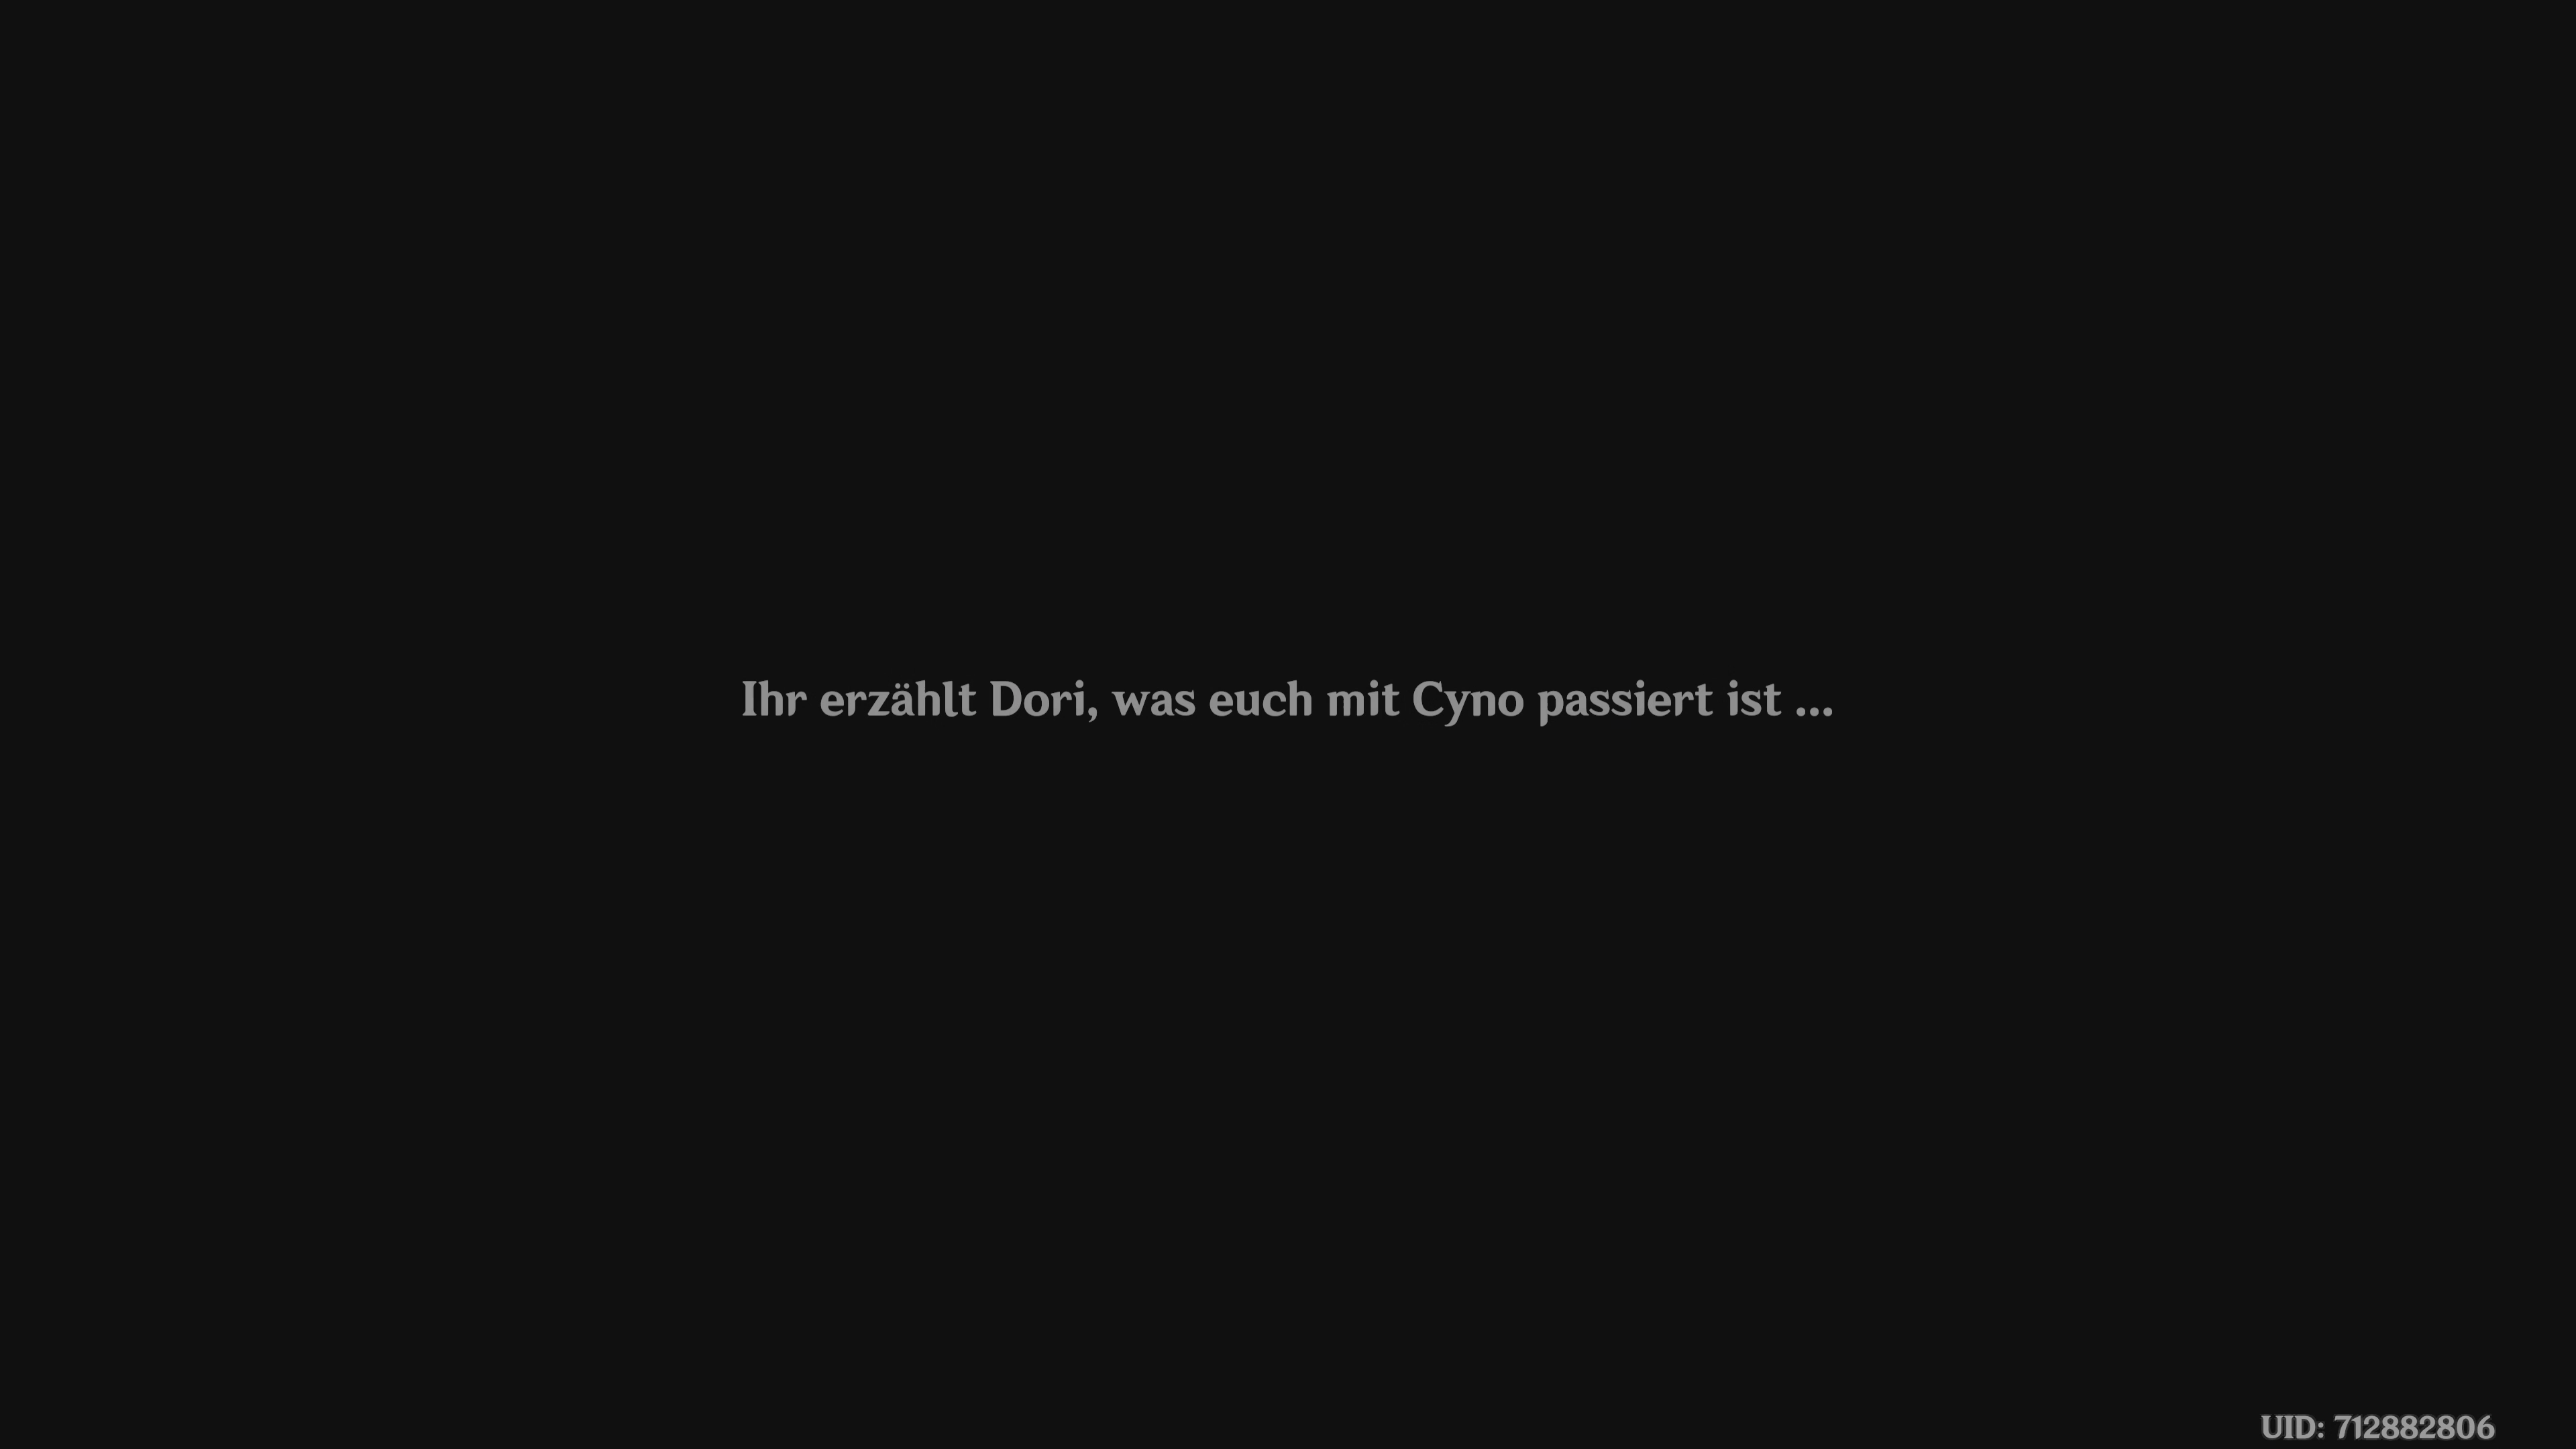 Ihr erzählt Dori, was euch mit Cyno passiert ist ...
UID: 712882806